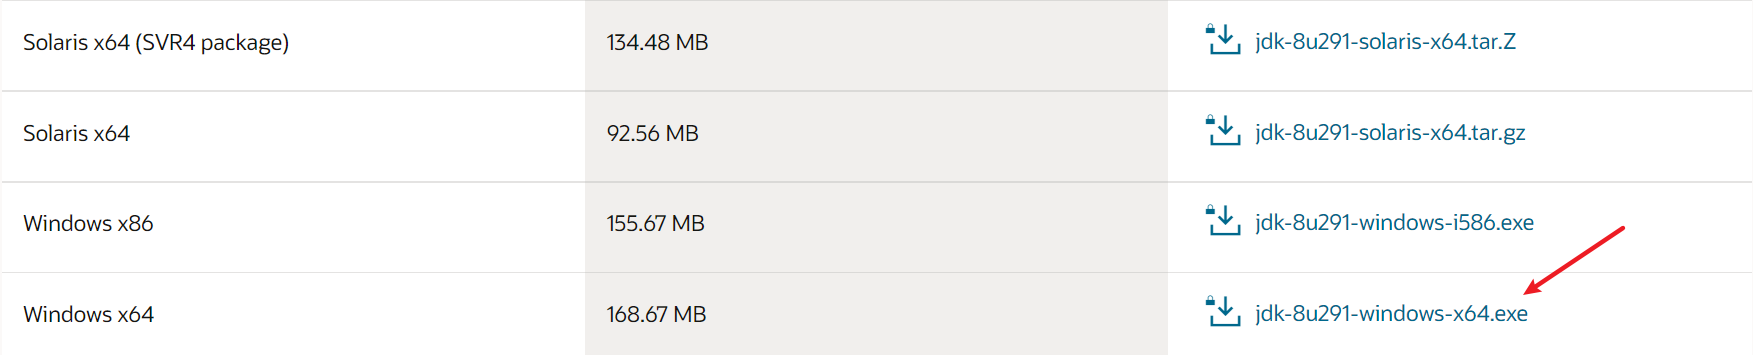 Solaris x64 (SVR4 package) 134.48 MB jdk-8u291-solaris-x64.tar.Z
Solaris x64 92.56 MB jdk-8u291-solaris-x64.tar.gz
Windows x86 155.67 MB jdk-8u291-windows-i586.exe
Windows x64 168.67 MB jdk-8u291-windows-x64.exe